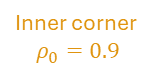 Inner corner
ρ₀ = 0.9